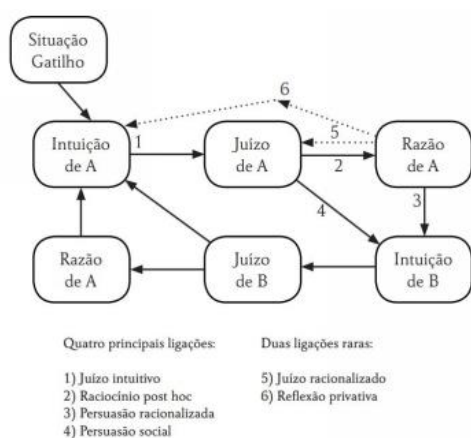 Situação
Gatilho
6
Intuição
de A
1
Juízo
de A
5
2
Razão
de A
4
3
Razão
de A
Juízo
de B
Intuição
de B
Quatro principais ligações:
Duas ligações raras:
1) Juízo intuitivo
5) Juízo racionalizado
2) Raciocínio post hoc
6) Reflexão privativa
3) Persuasão racionalizada
4) Persuasão social